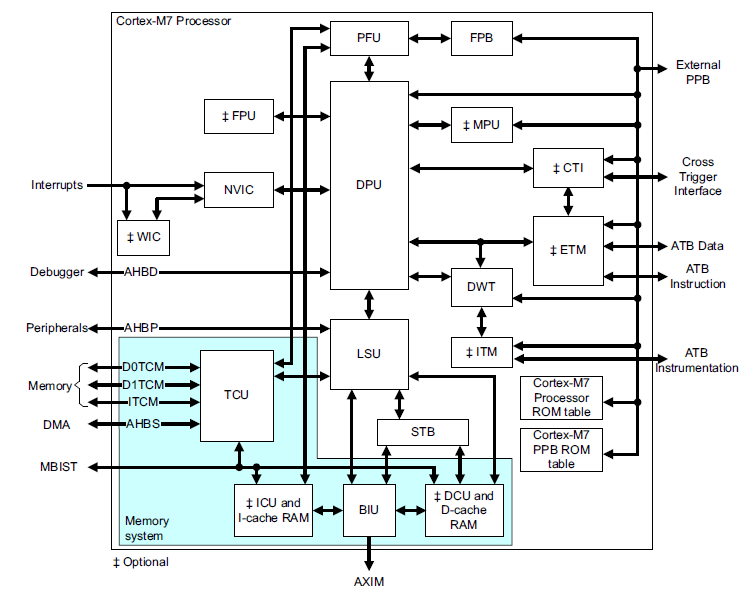 Cortex-M7 Processor
PFU
FPB
External
PPB
‡ FPU
‡ MPU
DPU
‡ CTI
Cross
Trigger
Interface
Interrupts
NVIC
‡ WIC
‡ ETM
ATB Data
Debugger
AHBD
DWT
ATB
Instruction
Peripherals
AHBP
LSU
‡ ITM
ATB
Instrumentation
Memory
D0TCM
D1TCM
ITCM
TCU
Cortex-M7
Processor
ROM table
DMA
AHBS
STB
Cortex-M7
PPB ROM
table
MBIST
‡ ICU and
I-cache RAM
BIU
‡ DCU and
D-cache
RAM
Memory
system
‡ Optional
AXIM